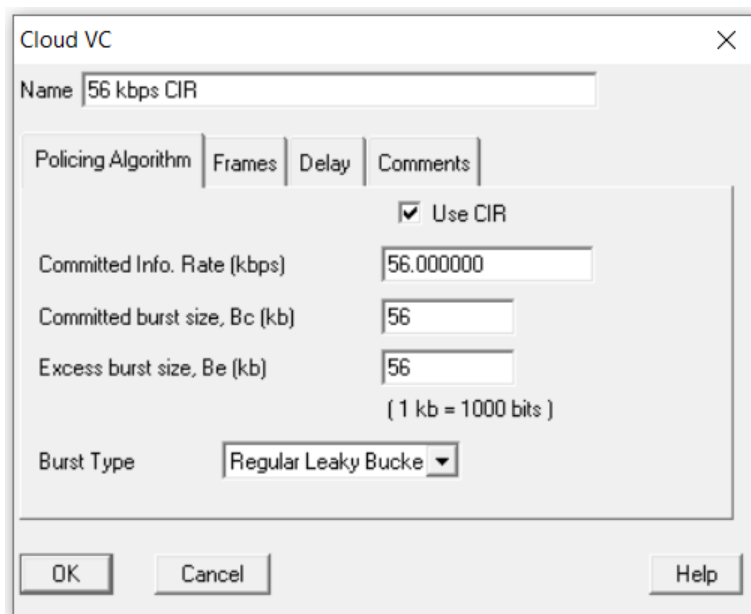 Cloud VC
Name 56 kbps CIR
Policing Algorithm Frames Delay Comments
Use CIR
Committed Info. Rate (kbps) 56.000000
Committed burst size, Bc (kb) 56
Excess burst size, Be (kb) 56
( 1 kb = 1000 bits )
Burst Type Regular Leaky Bucke
OK Cancel Help